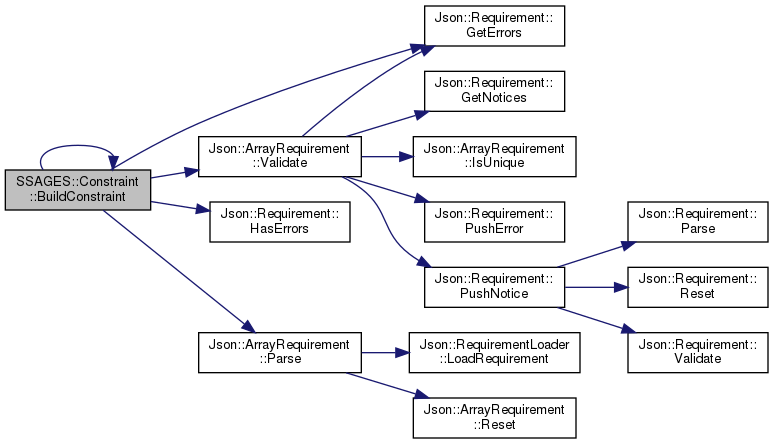 Json::Requirement::
GetErrors
Json::Requirement::
GetNotices
Json::ArrayRequirement
::Validate
Json::ArrayRequirement
::IsUnique
SSAGES::Constraint
::BuildConstraint
Json::Requirement::
HasErrors
Json::Requirement::
PushError
Json::Requirement::
Parse
Json::Requirement::
PushNotice
Json::Requirement::
Reset
Json::ArrayRequirement
::Parse
Json::RequirementLoader
::LoadRequirement
Json::Requirement::
Validate
Json::ArrayRequirement
::Reset